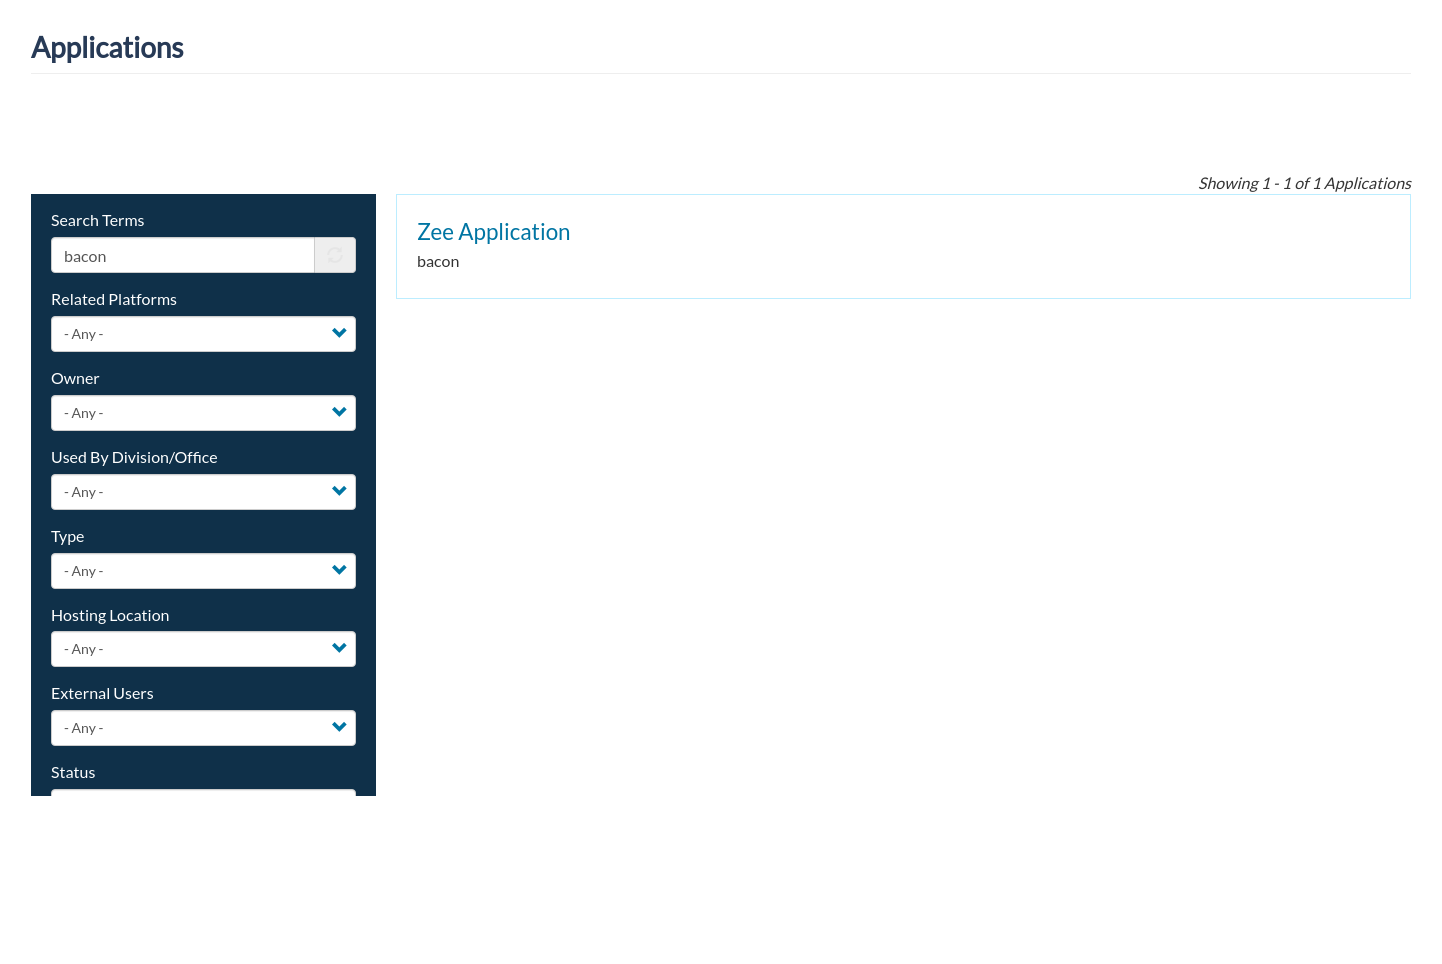 Applications
Showing 1 - 1 of 1 Applications
Search Terms
bacon
Related Platforms
- Any -
Owner
- Any -
Used By Division/Office
- Any -
Type
- Any -
Hosting Location
- Any -
External Users
- Any -
Status
Zee Application
bacon